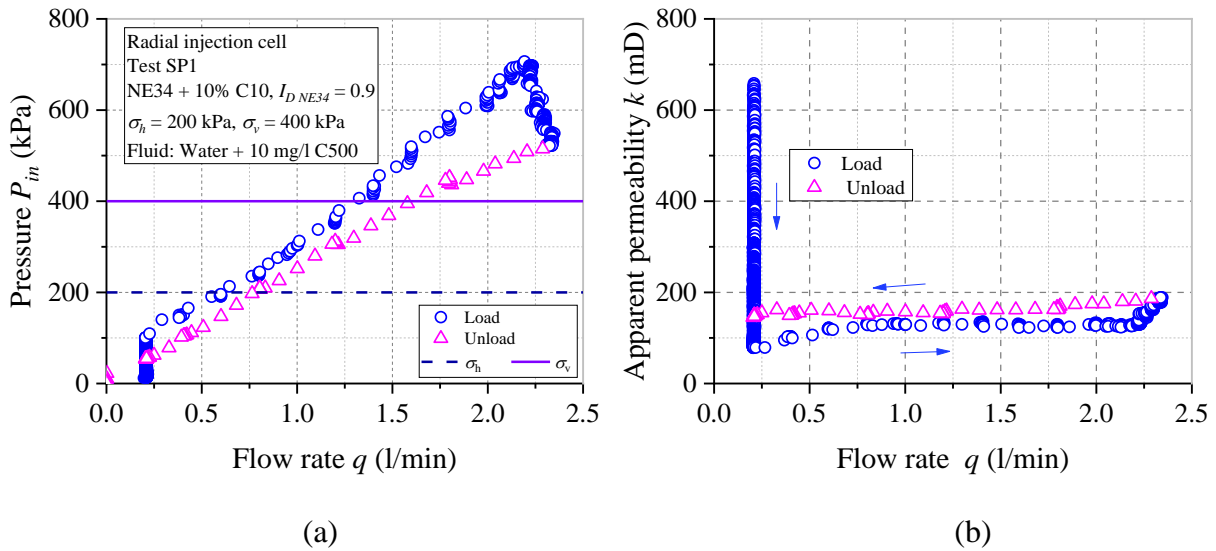 800
600
400
200
0
Pressure P_in (kPa)
Radial injection cell
Test SP1
NE34 + 10% C10, I_D NE34 = 0.9
σ_h = 200 kPa, σ_v = 400 kPa
Fluid: Water + 10 mg/l C500
Load
Unload
σ_h σ_v
0.0 0.5 1.0 1.5 2.0 2.5
Flow rate q (l/min)
(a)
800
600
400
200
0
Apparent permeability k (mD)
Load
Unload
0.0 0.5 1.0 1.5 2.0 2.5
Flow rate q (l/min)
(b)